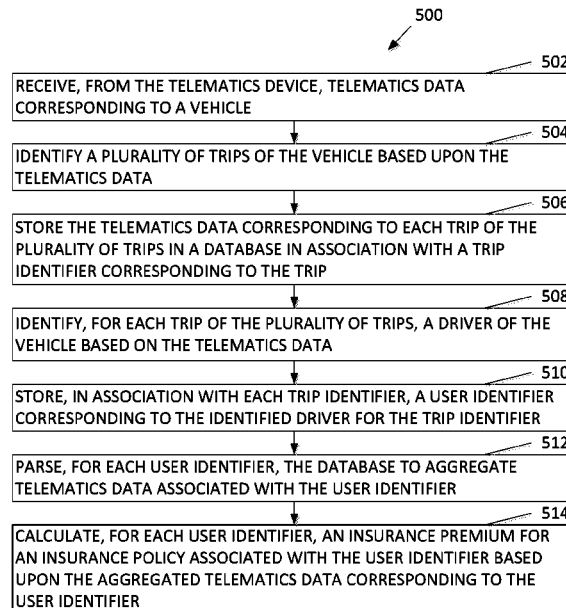 500
502
RECEIVE, FROM THE TELEMATICS DEVICE, TELEMATICS DATA
CORRESPONDING TO A VEHICLE
504
IDENTIFY A PLURALITY OF TRIPS OF THE VEHICLE BASED UPON THE
TELEMATICS DATA
506
STORE THE TELEMATICS DATA CORRESPONDING TO EACH TRIP OF THE
PLURALITY OF TRIPS IN A DATABASE IN ASSOCIATION WITH A TRIP
IDENTIFIER CORRESPONDING TO THE TRIP
508
IDENTIFY, FOR EACH TRIP OF THE PLURALITY OF TRIPS, A DRIVER OF THE
VEHICLE BASED ON THE TELEMATICS DATA
510
STORE, IN ASSOCIATION WITH EACH TRIP IDENTIFIER, A USER IDENTIFIER
CORRESPONDING TO THE IDENTIFIED DRIVER FOR THE TRIP IDENTIFIER
512
PARSE, FOR EACH USER IDENTIFIER, THE DATABASE TO AGGREGATE
TELEMATICS DATA ASSOCIATED WITH THE USER IDENTIFIER
514
CALCULATE, FOR EACH USER IDENTIFIER, AN INSURANCE PREMIUM FOR
AN INSURANCE POLICY ASSOCIATED WITH THE USER IDENTIFIER BASED
UPON THE AGGREGATED TELEMATICS DATA CORRESPONDING TO THE
USER IDENTIFIER